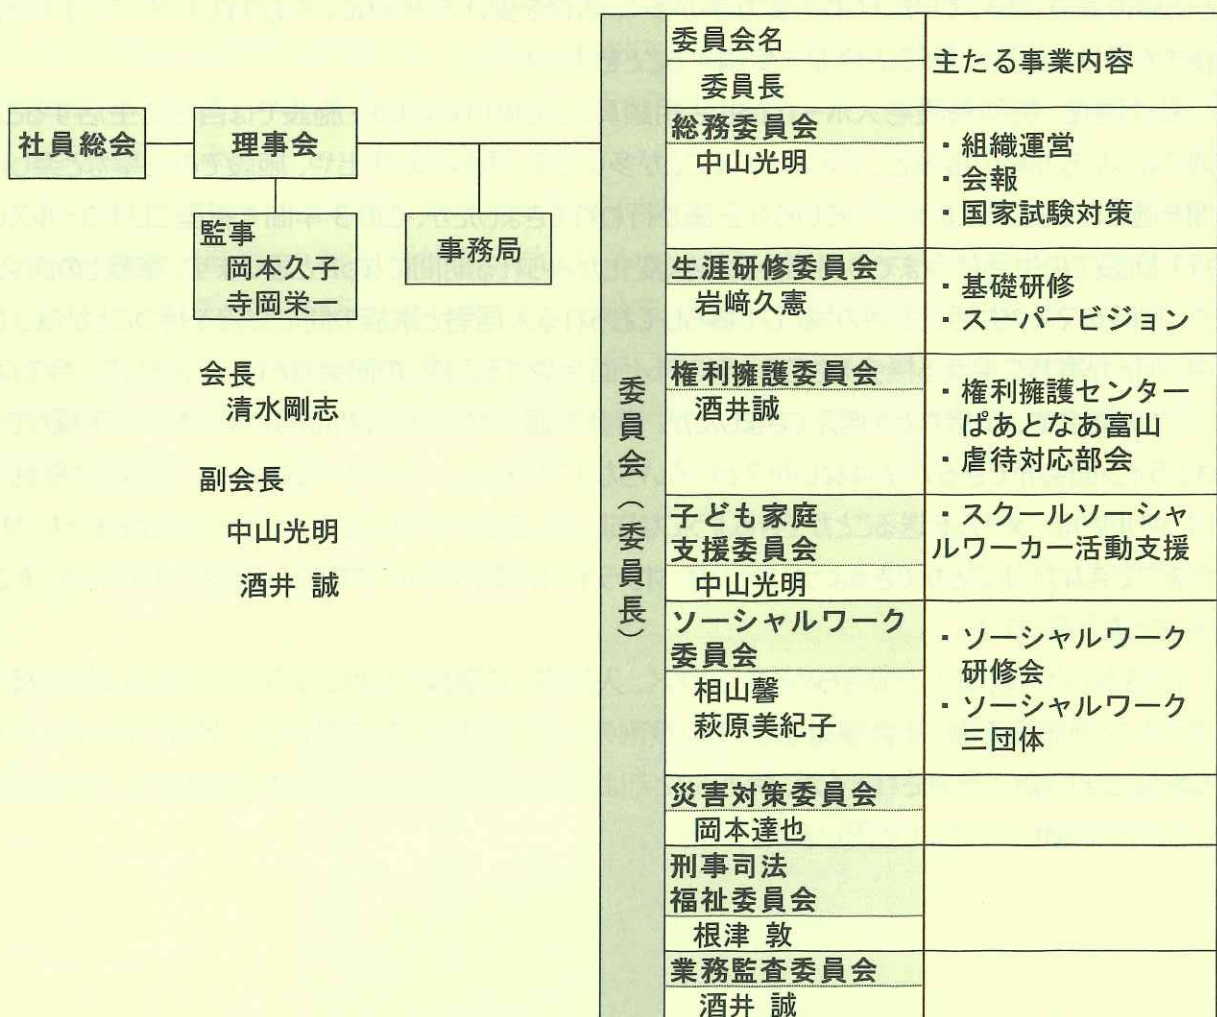 社員総会
理事会
監事
岡本久子
寺岡栄一
事務局
会長
清水剛志
副会長
中山光明
酒井 誠
委員会（委員長）
委員会名
委員長
主たる事業内容
総務委員会
中山光明
・組織運営
・会報
・国家試験対策
生涯研修委員会
岩﨑久憲
・基礎研修
・スーパービジョン
権利擁護委員会
酒井誠
・権利擁護センター
ぱあとなあ富山
・虐待対応部会
子ども家庭
支援委員会
中山光明
・スクールソーシャ
ルワーカー活動支援
ソーシャルワーク
委員会
相山馨
萩原美紀子
・ソーシャルワーク
研修会
・ソーシャルワーク
三団体
災害対策委員会
岡本達也
刑事司法
福祉委員会
根津 敦
業務監査委員会
酒井 誠